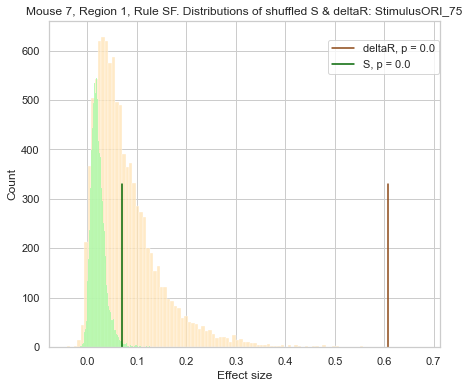 Mouse 7, Region 1, Rule SF. Distributions of shuffled S & deltaR: StimulusORI_75
deltaR, p = 0.0
S, p = 0.0
600
500
400
300
200
100
0
Count
0.0 0.1 0.2 0.3 0.4 0.5 0.6 0.7
Effect size